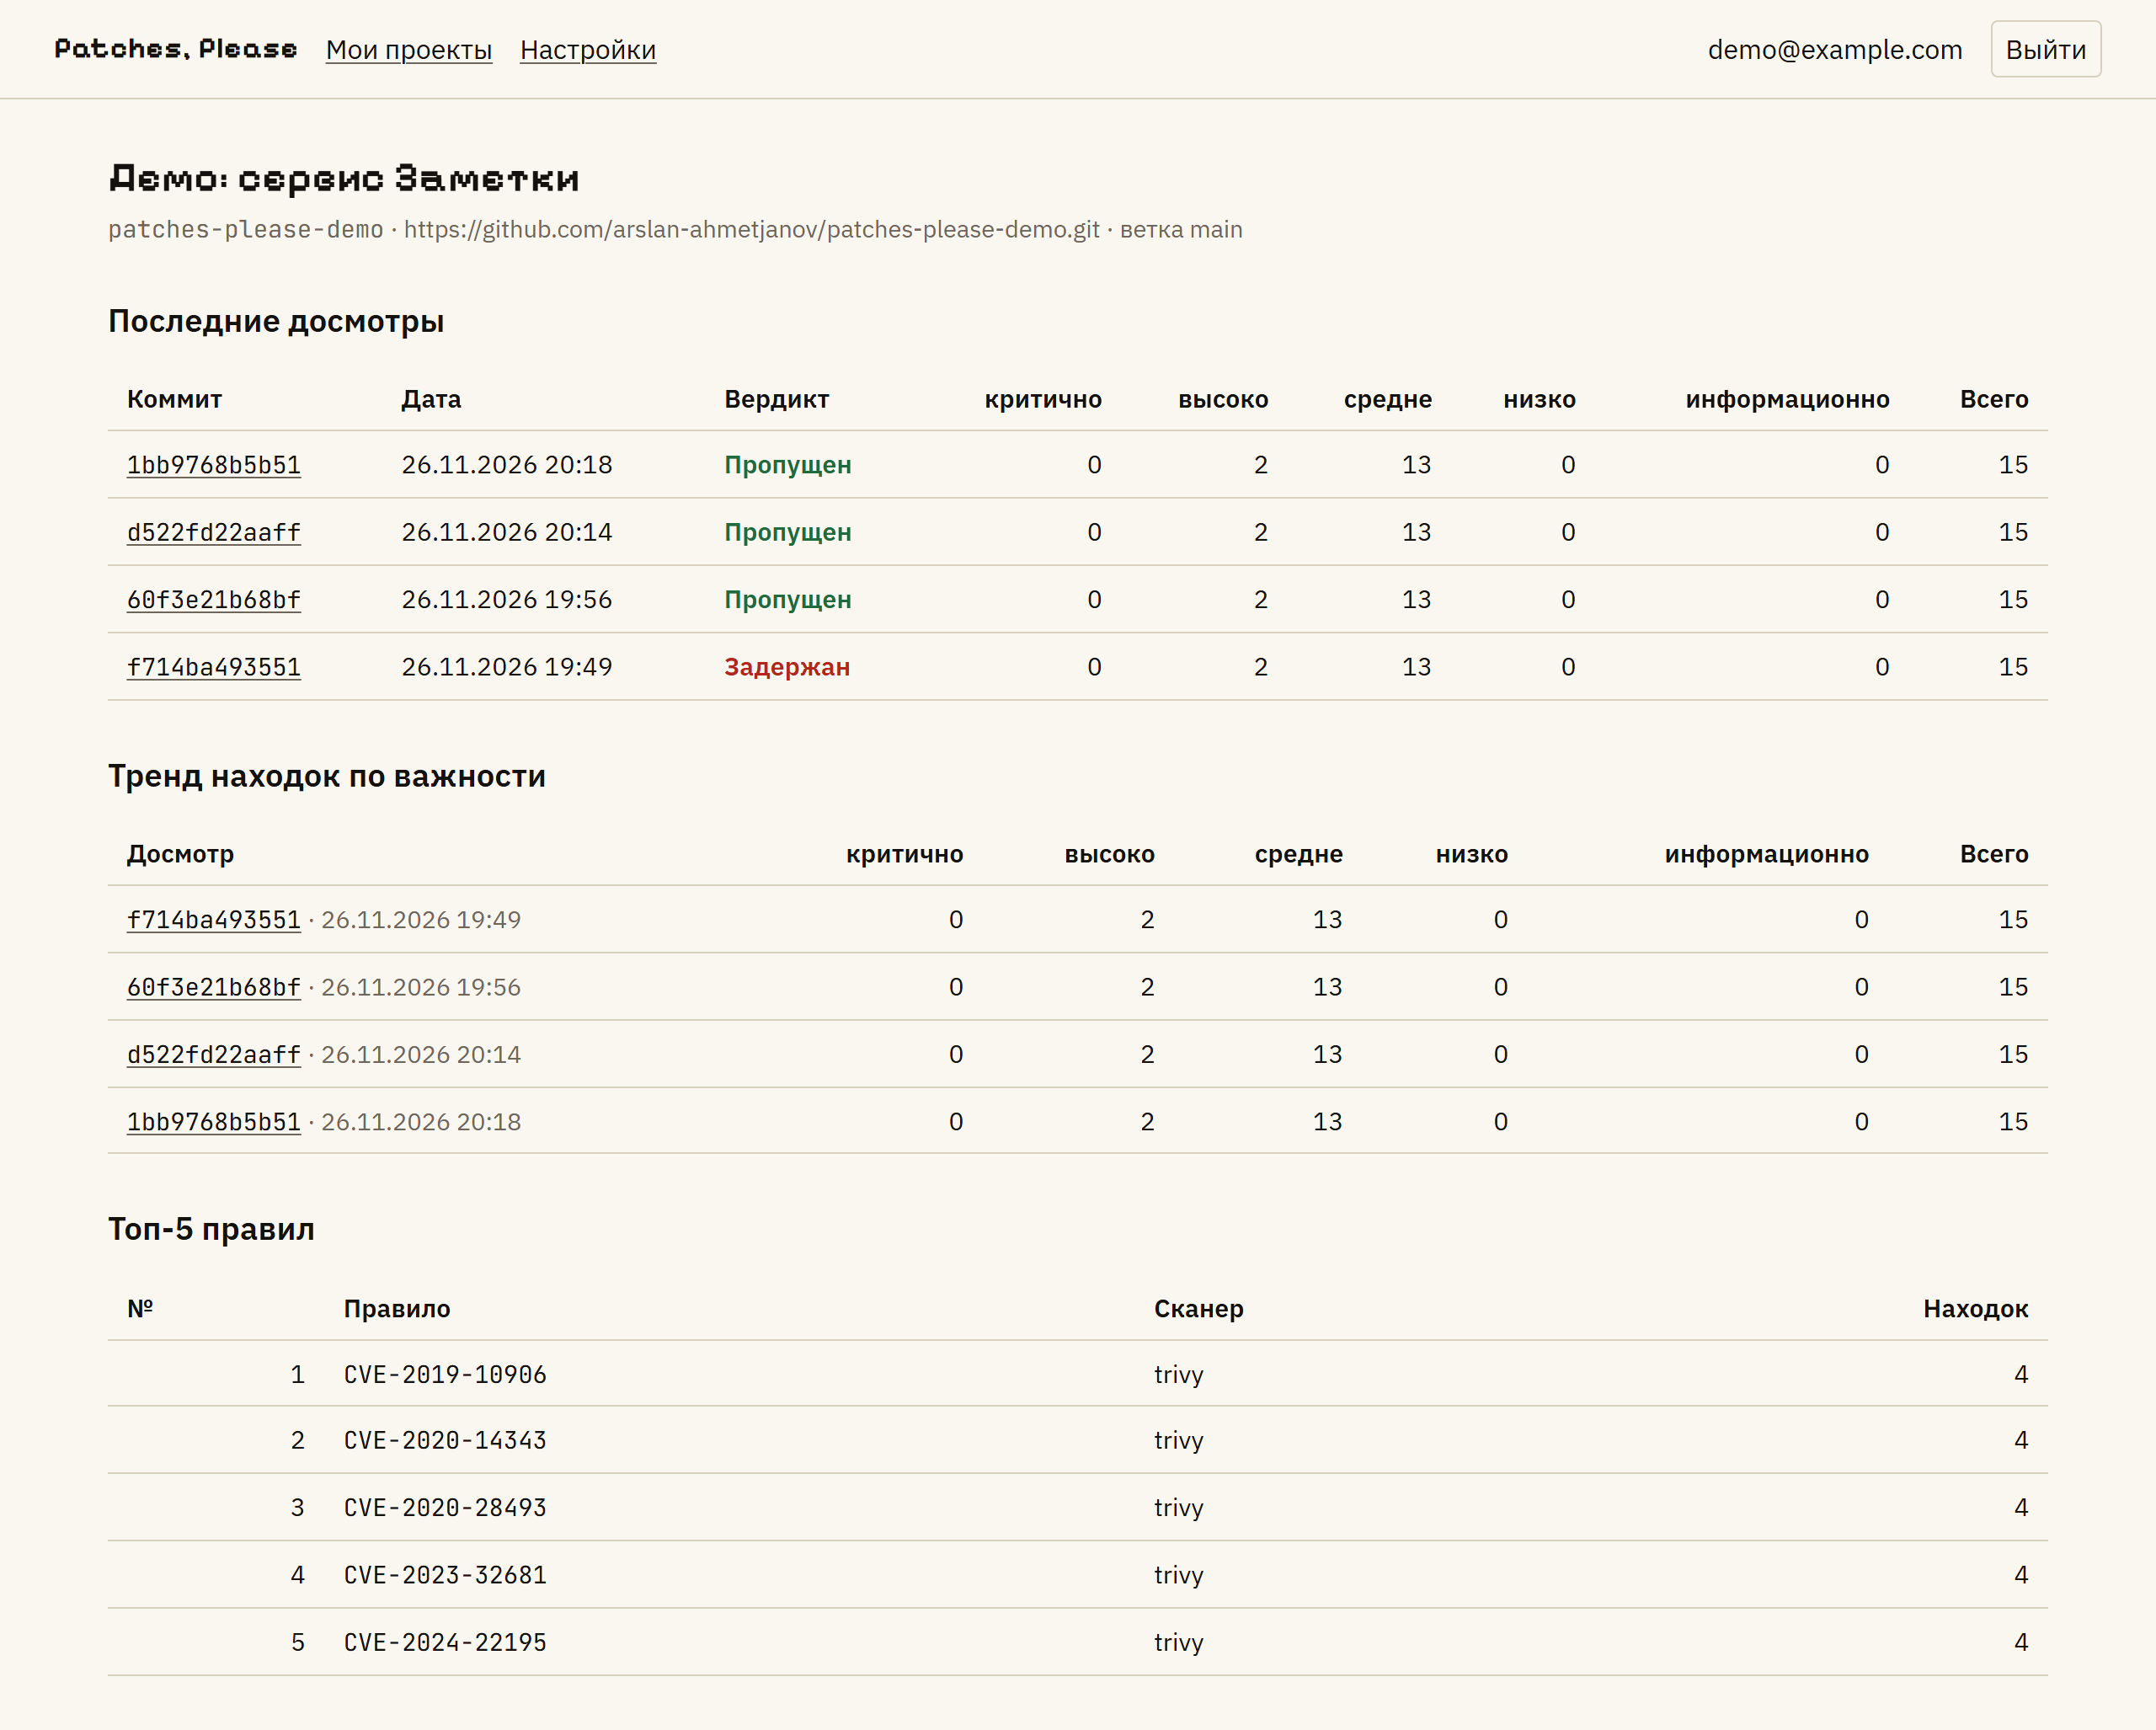 Patches, Please Мои проекты Настройки demo@example.com Выйти
Демо: сервис Заметки
patches-please-demo · https://github.com/arslan-ahmetjanov/patches-please-demo.git · ветка main
Последние досмотры
Коммит Дата Вердикт критично высоко средне низко информационно Всего
1bb9768b5b51 26.11.2026 20:18 Пропущен 0 2 13 0 0 15
d522fd22aaff 26.11.2026 20:14 Пропущен 0 2 13 0 0 15
60f3e21b68bf 26.11.2026 19:56 Пропущен 0 2 13 0 0 15
f714ba493551 26.11.2026 19:49 Задержан 0 2 13 0 0 15
Тренд находок по важности
Досмотр критично высоко средне низко информационно Всего
f714ba493551 · 26.11.2026 19:49 0 2 13 0 0 15
60f3e21b68bf · 26.11.2026 19:56 0 2 13 0 0 15
d522fd22aaff · 26.11.2026 20:14 0 2 13 0 0 15
1bb9768b5b51 · 26.11.2026 20:18 0 2 13 0 0 15
Топ-5 правил
№ Правило Сканер Находок
1 CVE-2019-10906 trivy 4
2 CVE-2020-14343 trivy 4
3 CVE-2020-28493 trivy 4
4 CVE-2023-32681 trivy 4
5 CVE-2024-22195 trivy 4